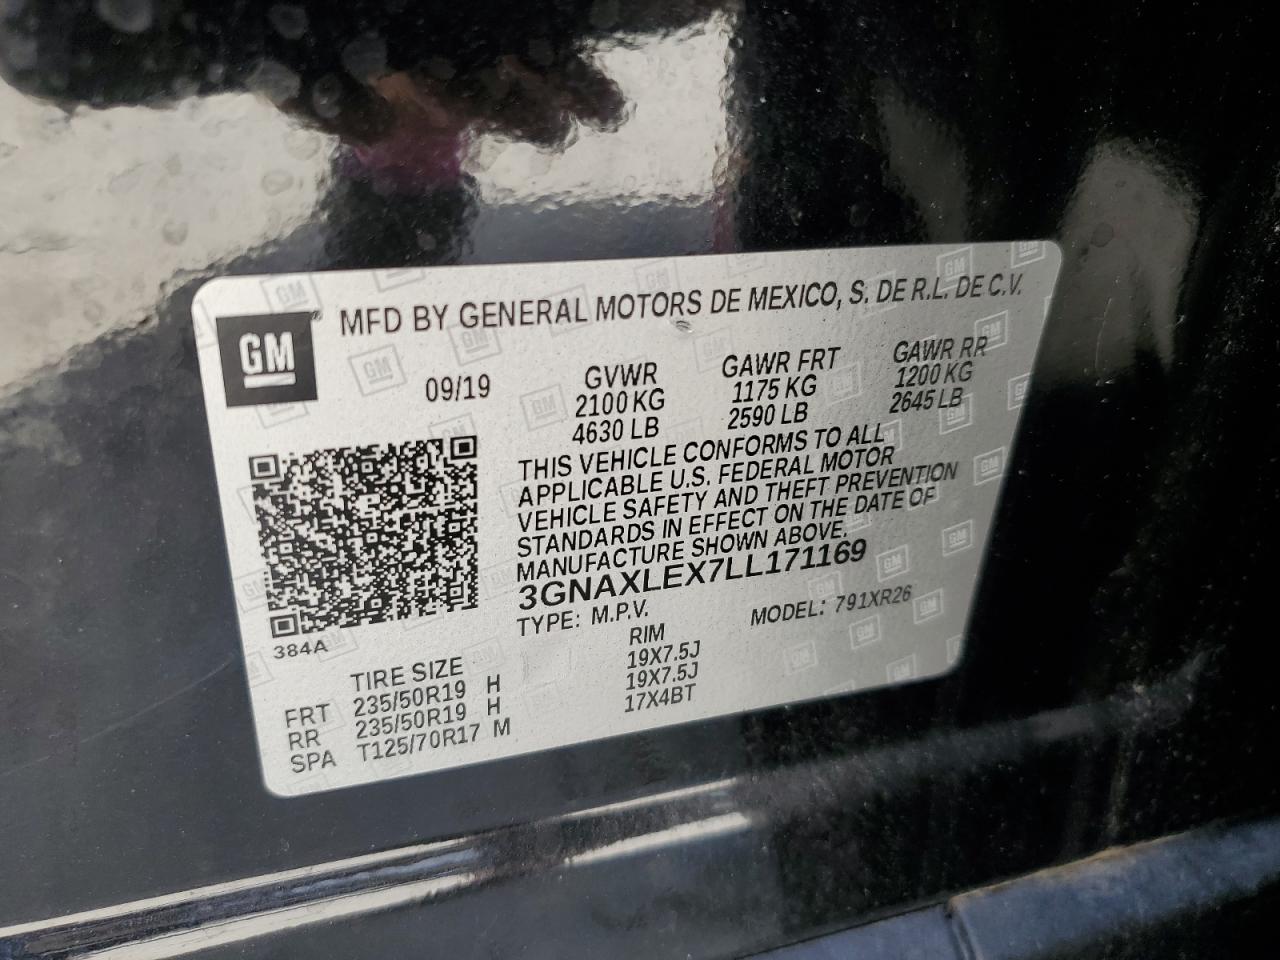 GM® MFD BY GENERAL MOTORS DE MEXICO, S. DE R.L. DE C.V.
09/19
GVWR GAWR FRT GAWR RR
2100 KG 1175 KG 1200 KG
4630 LB 2590 LB 2645 LB
THIS VEHICLE CONFORMS TO ALL
APPLICABLE U.S. FEDERAL MOTOR
VEHICLE SAFETY AND THEFT PREVENTION
STANDARDS IN EFFECT ON THE DATE OF
MANUFACTURE SHOWN ABOVE.
3GNAXLEX7LL171169
TYPE: M.P.V. MODEL: 791XR26
384A
TIRE SIZE RIM
FRT 235/50R19 H 19X7.5J
RR 235/50R19 H 19X7.5J
SPA T125/70R17 M 17X4BT